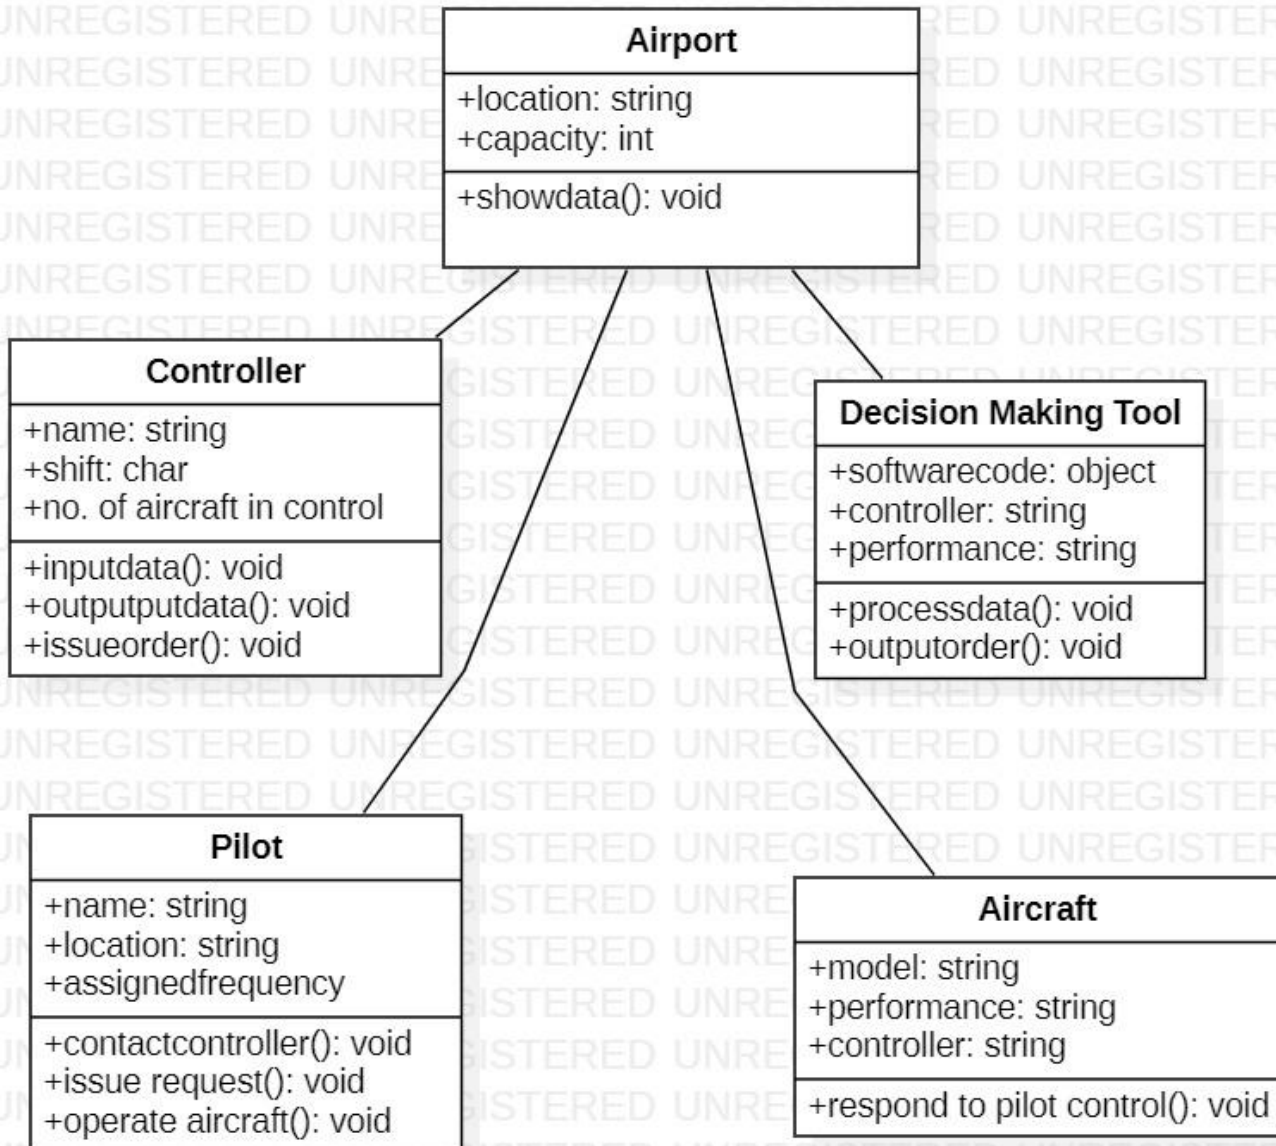 Airport
+location: string
+capacity: int
+showdata(): void
Controller
+name: string
+shift: char
+no. of aircraft in control
+inputdata(): void
+outputputdata(): void
+issueorder(): void
Decision Making Tool
+softwarecode: object
+controller: string
+performance: string
+processdata(): void
+outputorder(): void
Pilot
+name: string
+location: string
+assignedfrequency
+contactcontroller(): void
+issue request(): void
+operate aircraft(): void
Aircraft
+model: string
+performance: string
+controller: string
+respond to pilot control(): void
UNREGISTERED